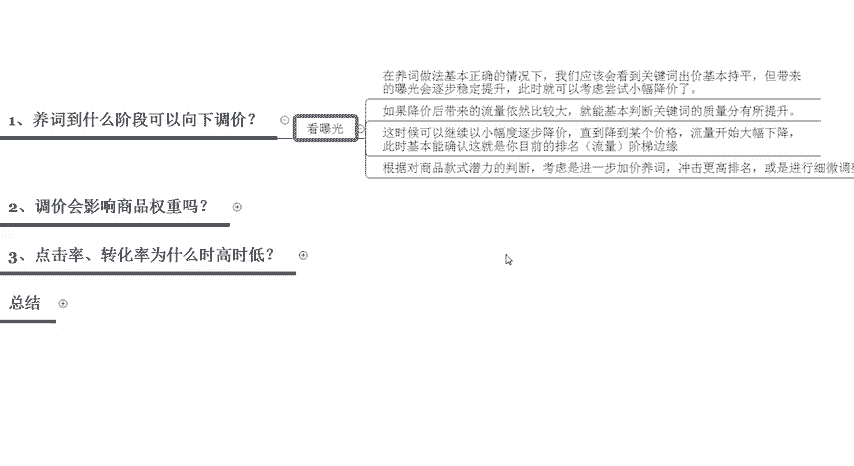 在养词做法基本正确的情况下，我们应该会看到关键词出价基本持平，但带来
的曝光会逐步稳定提升，此时就可以考虑尝试小幅降价了。
1、养词到什么阶段可以向下调价？
看曝光
如果降价后带来的流量依然比较大，就能基本判断关键词的质量分有所提升。
这时候可以继续以小幅度逐步降价，直到降到某个价格，流量开始大幅下降，
此时基本能确认这就是你目前的排名（流量）阶梯边缘
根据对商品款式潜力的判断，考虑是进一步加价养词，冲击更高排名，或是进行细微调
2、调价会影响商品权重吗？
3、点击率、转化率为什么时高时低？
总结